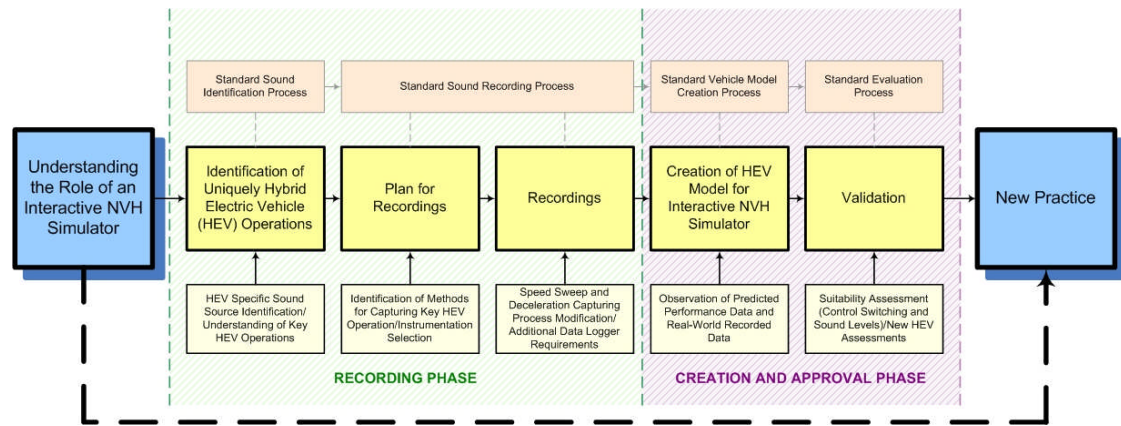 Standard Sound
Identification Process
Standard Sound Recording Process
Standard Vehicle Model
Creation Process
Standard Evaluation
Process
Understanding
the Role of an
Interactive NVH
Simulator
Identification of
Uniquely Hybrid
Electric Vehicle
(HEV) Operations
Plan for
Recordings
Recordings
Creation of HEV
Model for
Interactive NVH
Simulator
Validation
New Practice
HEV Specific Sound
Source Identification/
Understanding of Key
HEV Operations
Identification of Methods
for Capturing Key HEV
Operation/Instrumentation
Selection
Speed Sweep and
Deceleration Capturing
Process Modification/
Additional Data Logger
Requirements
Observation of Predicted
Performance Data and
Real-World Recorded
Data
Suitability Assessment
(Control Switching and
Sound Levels)/New HEV
Assessments
RECORDING PHASE
CREATION AND APPROVAL PHASE